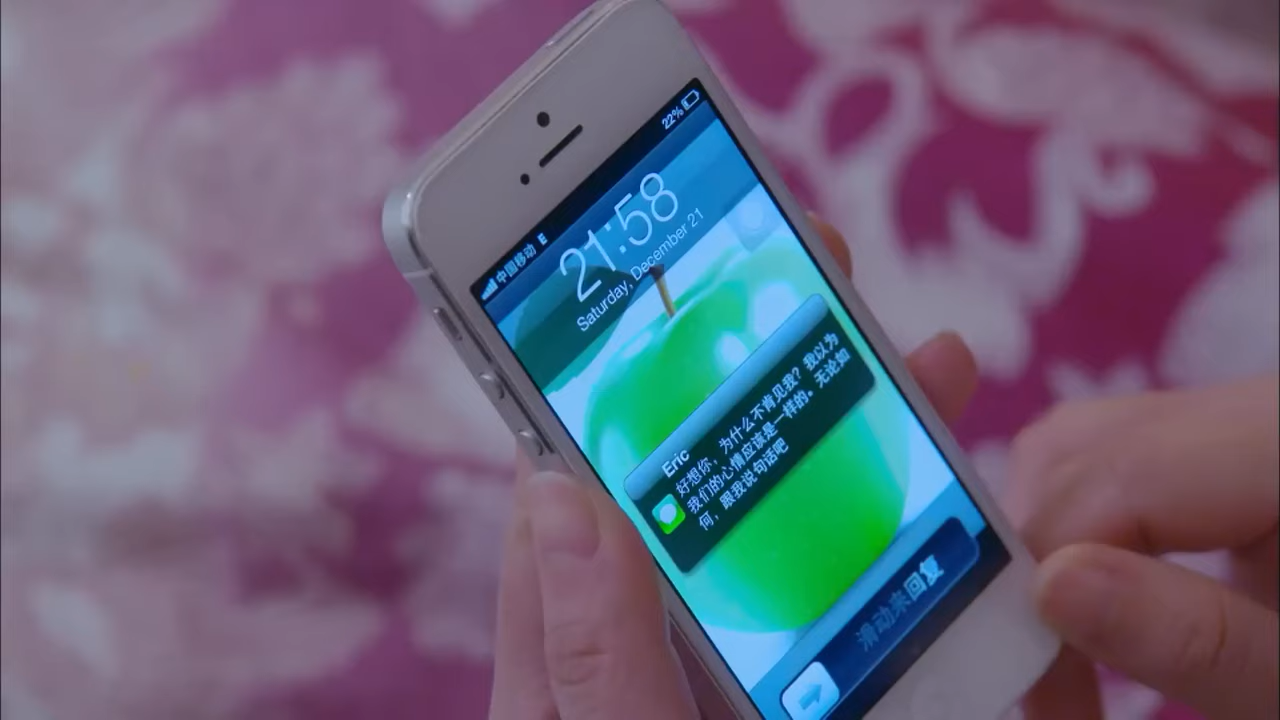 中国移动 E 22%
21:58
Saturday, December 21
Eric
好想你，为什么不肯见我？我以为
我们的心情应该是一样的。无论如
何，跟我说句话吧
滑动来回复